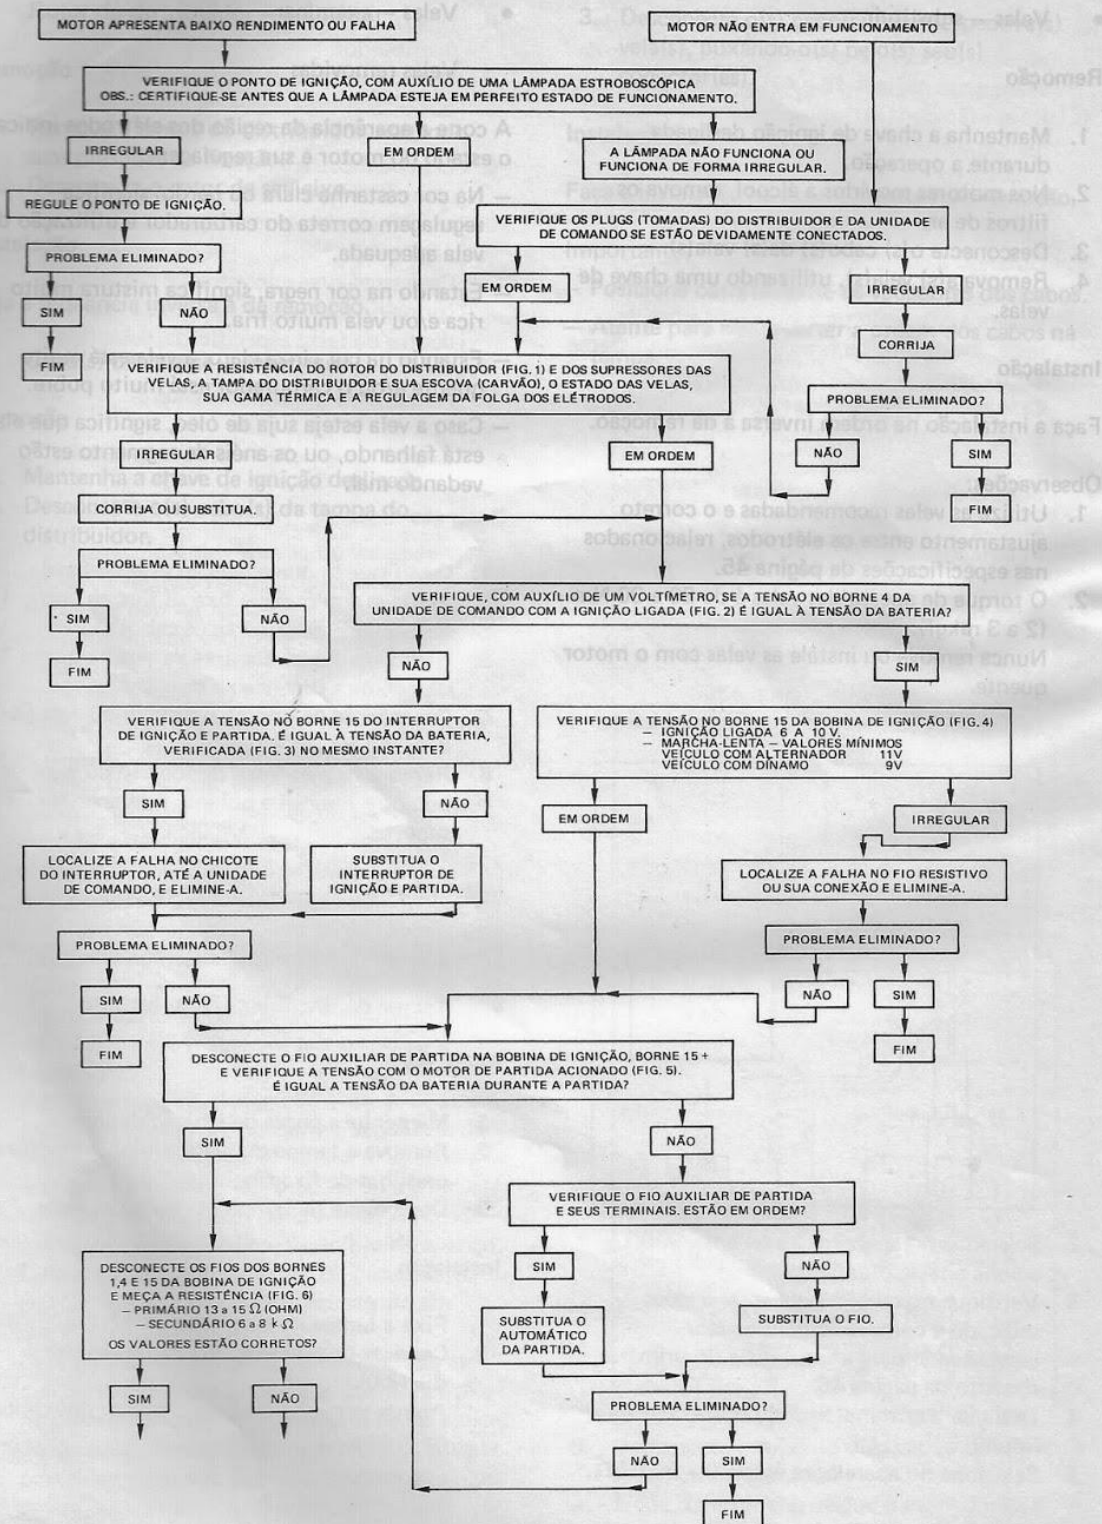 MOTOR APRESENTA BAIXO RENDIMENTO OU FALHA
MOTOR NÃO ENTRA EM FUNCIONAMENTO
VERIFIQUE O PONTO DE IGNIÇÃO, COM AUXÍLIO DE UMA LÂMPADA ESTROBOSCÓPICA
OBS.: CERTIFIQUE-SE ANTES QUE A LÂMPADA ESTEJA EM PERFEITO ESTADO DE FUNCIONAMENTO.
IRREGULAR
EM ORDEM
A LÂMPADA NÃO FUNCIONA OU
FUNCIONA DE FORMA IRREGULAR.
REGULE O PONTO DE IGNIÇÃO.
VERIFIQUE OS PLUGS (TOMADAS) DO DISTRIBUIDOR E DA UNIDADE
DE COMANDO SE ESTÃO DEVIDAMENTE CONECTADOS.
PROBLEMA ELIMINADO?
EM ORDEM
IRREGULAR
SIM
NÃO
CORRIJA
FIM
VERIFIQUE A RESISTÊNCIA DO ROTOR DO DISTRIBUIDOR (FIG. 1) E DOS SUPRESSORES DAS
VELAS, A TAMPA DO DISTRIBUIDOR E SUA ESCOVA (CARVÃO), O ESTADO DAS VELAS,
SUA GAMA TÉRMICA E A REGULAGEM DA FOLGA DOS ELÉTRODOS.
PROBLEMA ELIMINADO?
IRREGULAR
EM ORDEM
NÃO
SIM
CORRIJA OU SUBSTITUA.
FIM
PROBLEMA ELIMINADO?
SIM
NÃO
FIM
VERIFIQUE, COM AUXÍLIO DE UM VOLTÍMETRO, SE A TENSÃO NO BORNE 4 DA
UNIDADE DE COMANDO COM A IGNIÇÃO LIGADA (FIG. 2) É IGUAL À TENSÃO DA BATERIA?
NÃO
SIM
VERIFIQUE A TENSÃO NO BORNE 15 DO INTERRUPTOR
DE IGNIÇÃO E PARTIDA. É IGUAL À TENSÃO DA BATERIA,
VERIFICADA (FIG. 3) NO MESMO INSTANTE?
VERIFIQUE A TENSÃO NO BORNE 15 DA BOBINA DE IGNIÇÃO (FIG. 4)
— IGNIÇÃO LIGADA 6 A 10 V.
— MARCHA-LENTA — VALORES MÍNIMOS
VEÍCULO COM ALTERNADOR 11V
VEÍCULO COM DÍNAMO 9V
SIM
NÃO
EM ORDEM
IRREGULAR
LOCALIZE A FALHA NO CHICOTE
DO INTERRUPTOR, ATÉ A UNIDADE
DE COMANDO, E ELIMINE-A.
SUBSTITUA O
INTERRUPTOR DE
IGNIÇÃO E PARTIDA.
LOCALIZE A FALHA NO FIO RESISTIVO
OU SUA CONEXÃO E ELIMINE-A.
PROBLEMA ELIMINADO?
PROBLEMA ELIMINADO?
SIM
NÃO
NÃO
SIM
FIM
FIM
DESCONECTE O FIO AUXILIAR DE PARTIDA NA BOBINA DE IGNIÇÃO, BORNE 15 +
E VERIFIQUE A TENSÃO COM O MOTOR DE PARTIDA ACIONADO (FIG. 5).
É IGUAL A TENSÃO DA BATERIA DURANTE A PARTIDA?
SIM
NÃO
VERIFIQUE O FIO AUXILIAR DE PARTIDA
E SEUS TERMINAIS. ESTÃO EM ORDEM?
DESCONECTE OS FIOS DOS BORNES
1,4 E 15 DA BOBINA DE IGNIÇÃO
E MEÇA A RESISTÊNCIA (FIG. 6)
— PRIMÁRIO 13 a 15 Ω (OHM)
— SECUNDÁRIO 6 a 8 k Ω
OS VALORES ESTÃO CORRETOS?
SIM
NÃO
SUBSTITUA O
AUTOMÁTICO
DA PARTIDA.
SUBSTITUA O FIO.
SIM
NÃO
PROBLEMA ELIMINADO?
NÃO
SIM
FIM